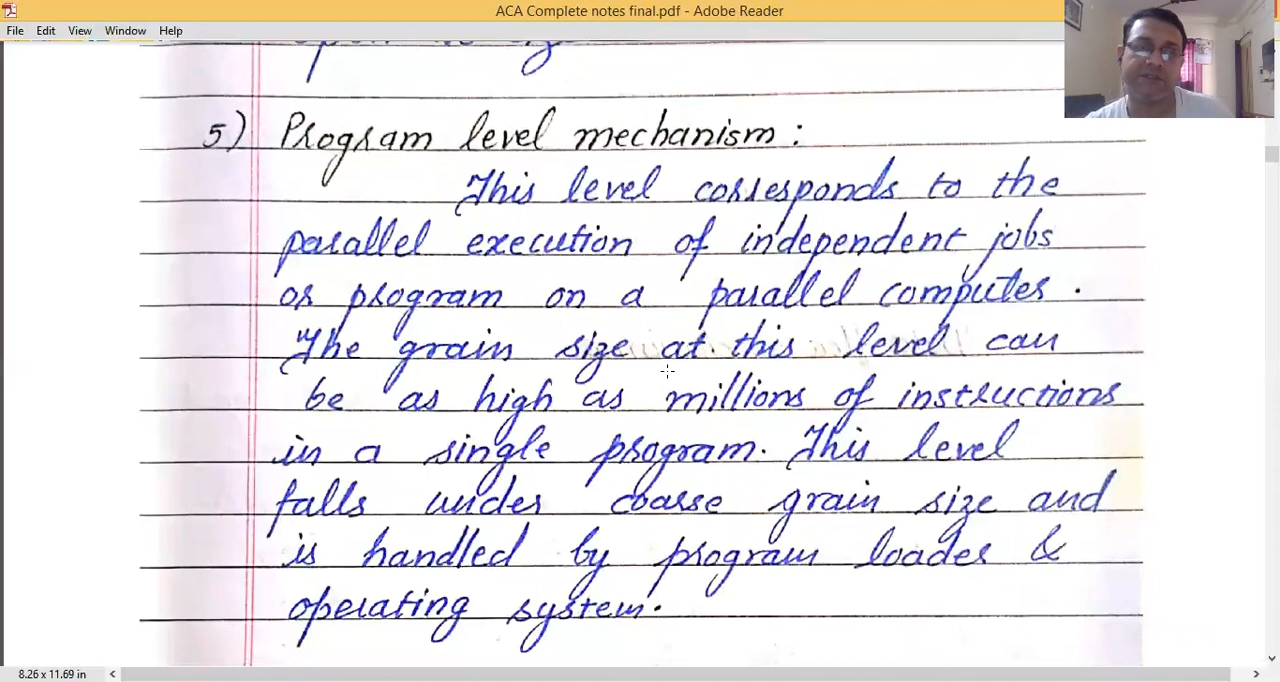 ACA Complete notes final.pdf - Adobe Reader
File Edit View Window Help
5) Program level mechanism :
This level corresponds to the
parallel execution of independent jobs
or program on a parallel computer .
The grain size at this level can
be as high as millions of instructions
in a single program. This level
falls under coarse grain size and
is handled by program loader &
operating system.
8.26 x 11.69 in